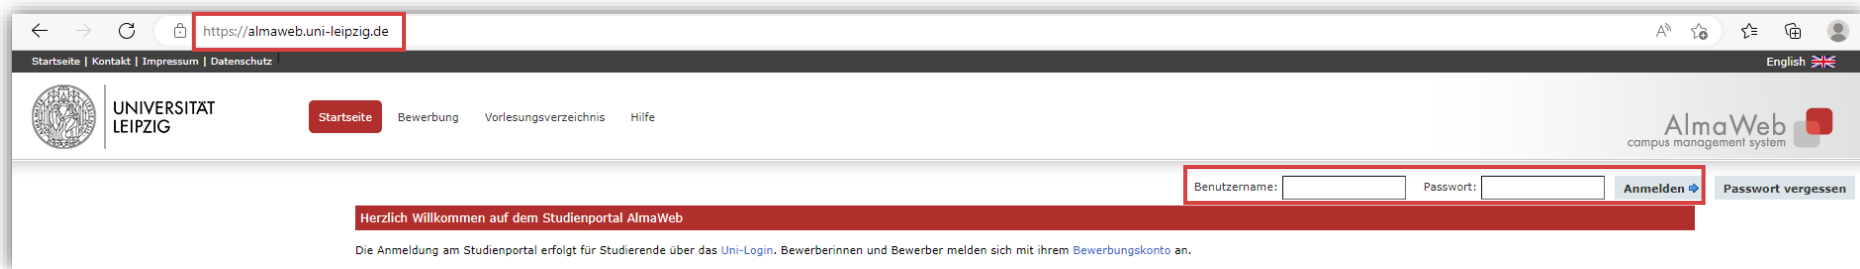 https://almaweb.uni-leipzig.de
Startseite | Kontakt | Impressum | Datenschutz
English
UNIVERSITÄT
LEIPZIG
Startseite Bewerbung Vorlesungsverzeichnis Hilfe
AlmaWeb
campus management system
Benutzername: Passwort: Anmelden Passwort vergessen
Herzlich Willkommen auf dem Studienportal AlmaWeb
Die Anmeldung am Studienportal erfolgt für Studierende über das Uni-Login. Bewerberinnen und Bewerber melden sich mit ihrem Bewerbungskonto an.